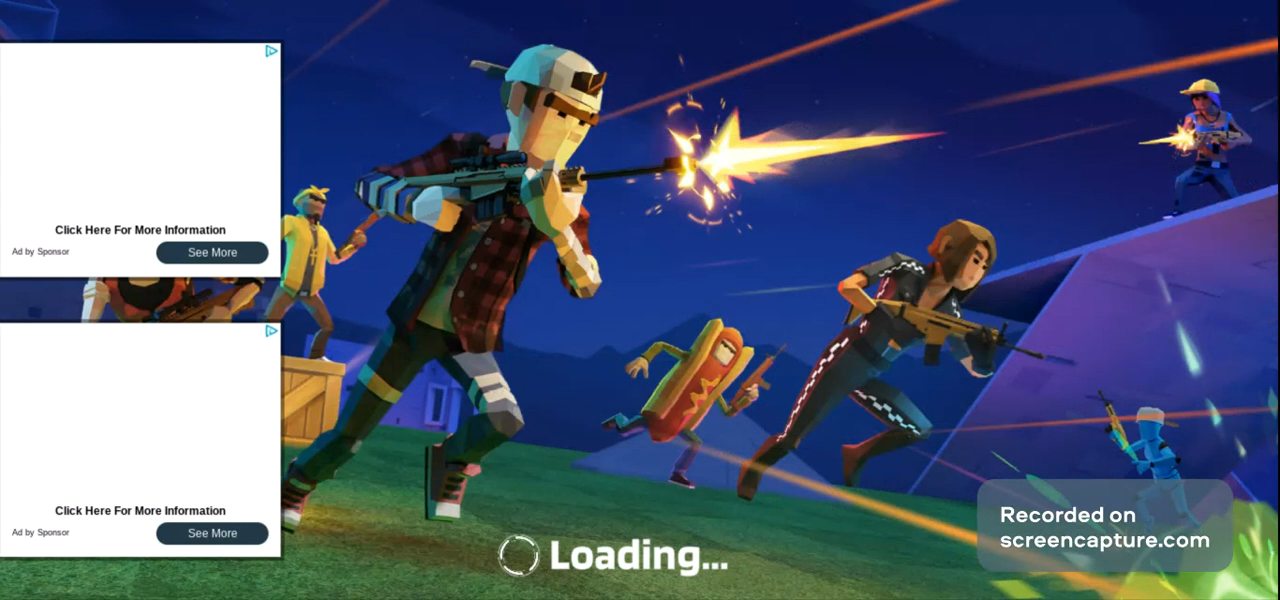 Click Here For More Information
Ad by Sponsor
See More
Click Here For More Information
Ad by Sponsor
See More
Loading...
Recorded on
screencapture.com